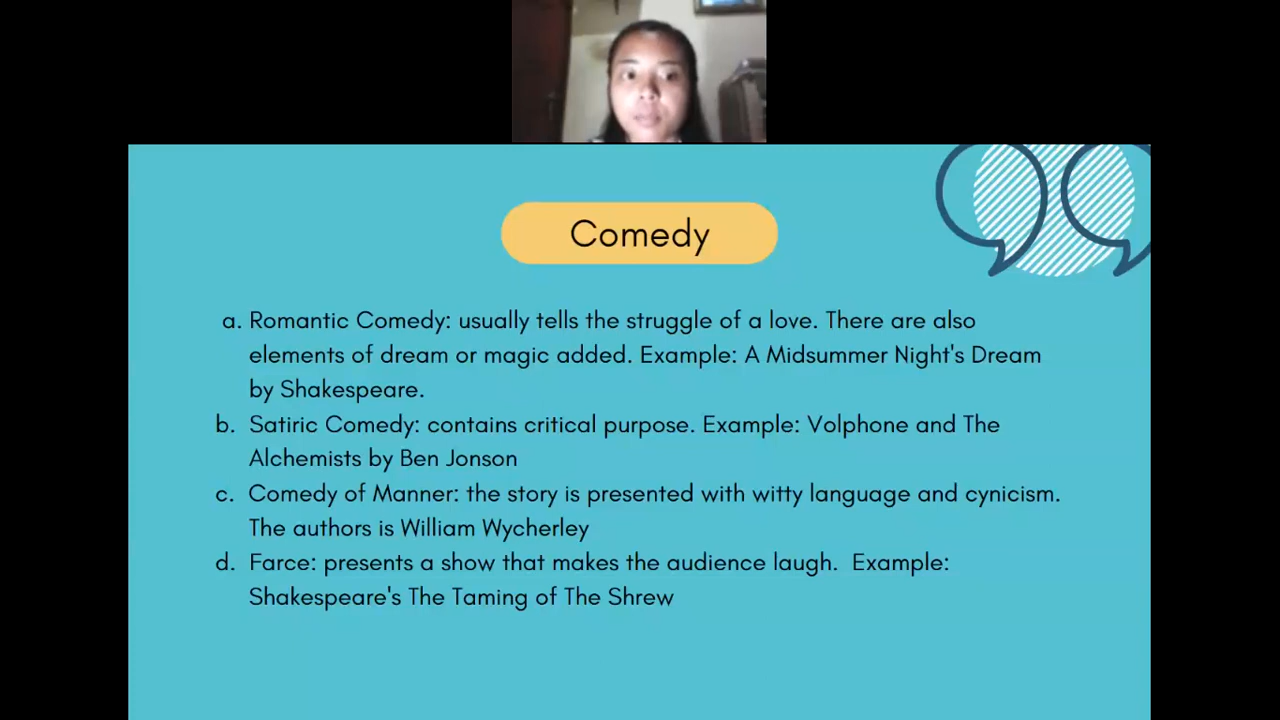 Comedy
a. Romantic Comedy: usually tells the struggle of a love. There are also
elements of dream or magic added. Example: A Midsummer Night's Dream
by Shakespeare.
b. Satiric Comedy: contains critical purpose. Example: Volphone and The
Alchemists by Ben Jonson
c. Comedy of Manner: the story is presented with witty language and cynicism.
The authors is William Wycherley
d. Farce: presents a show that makes the audience laugh. Example:
Shakespeare's The Taming of The Shrew